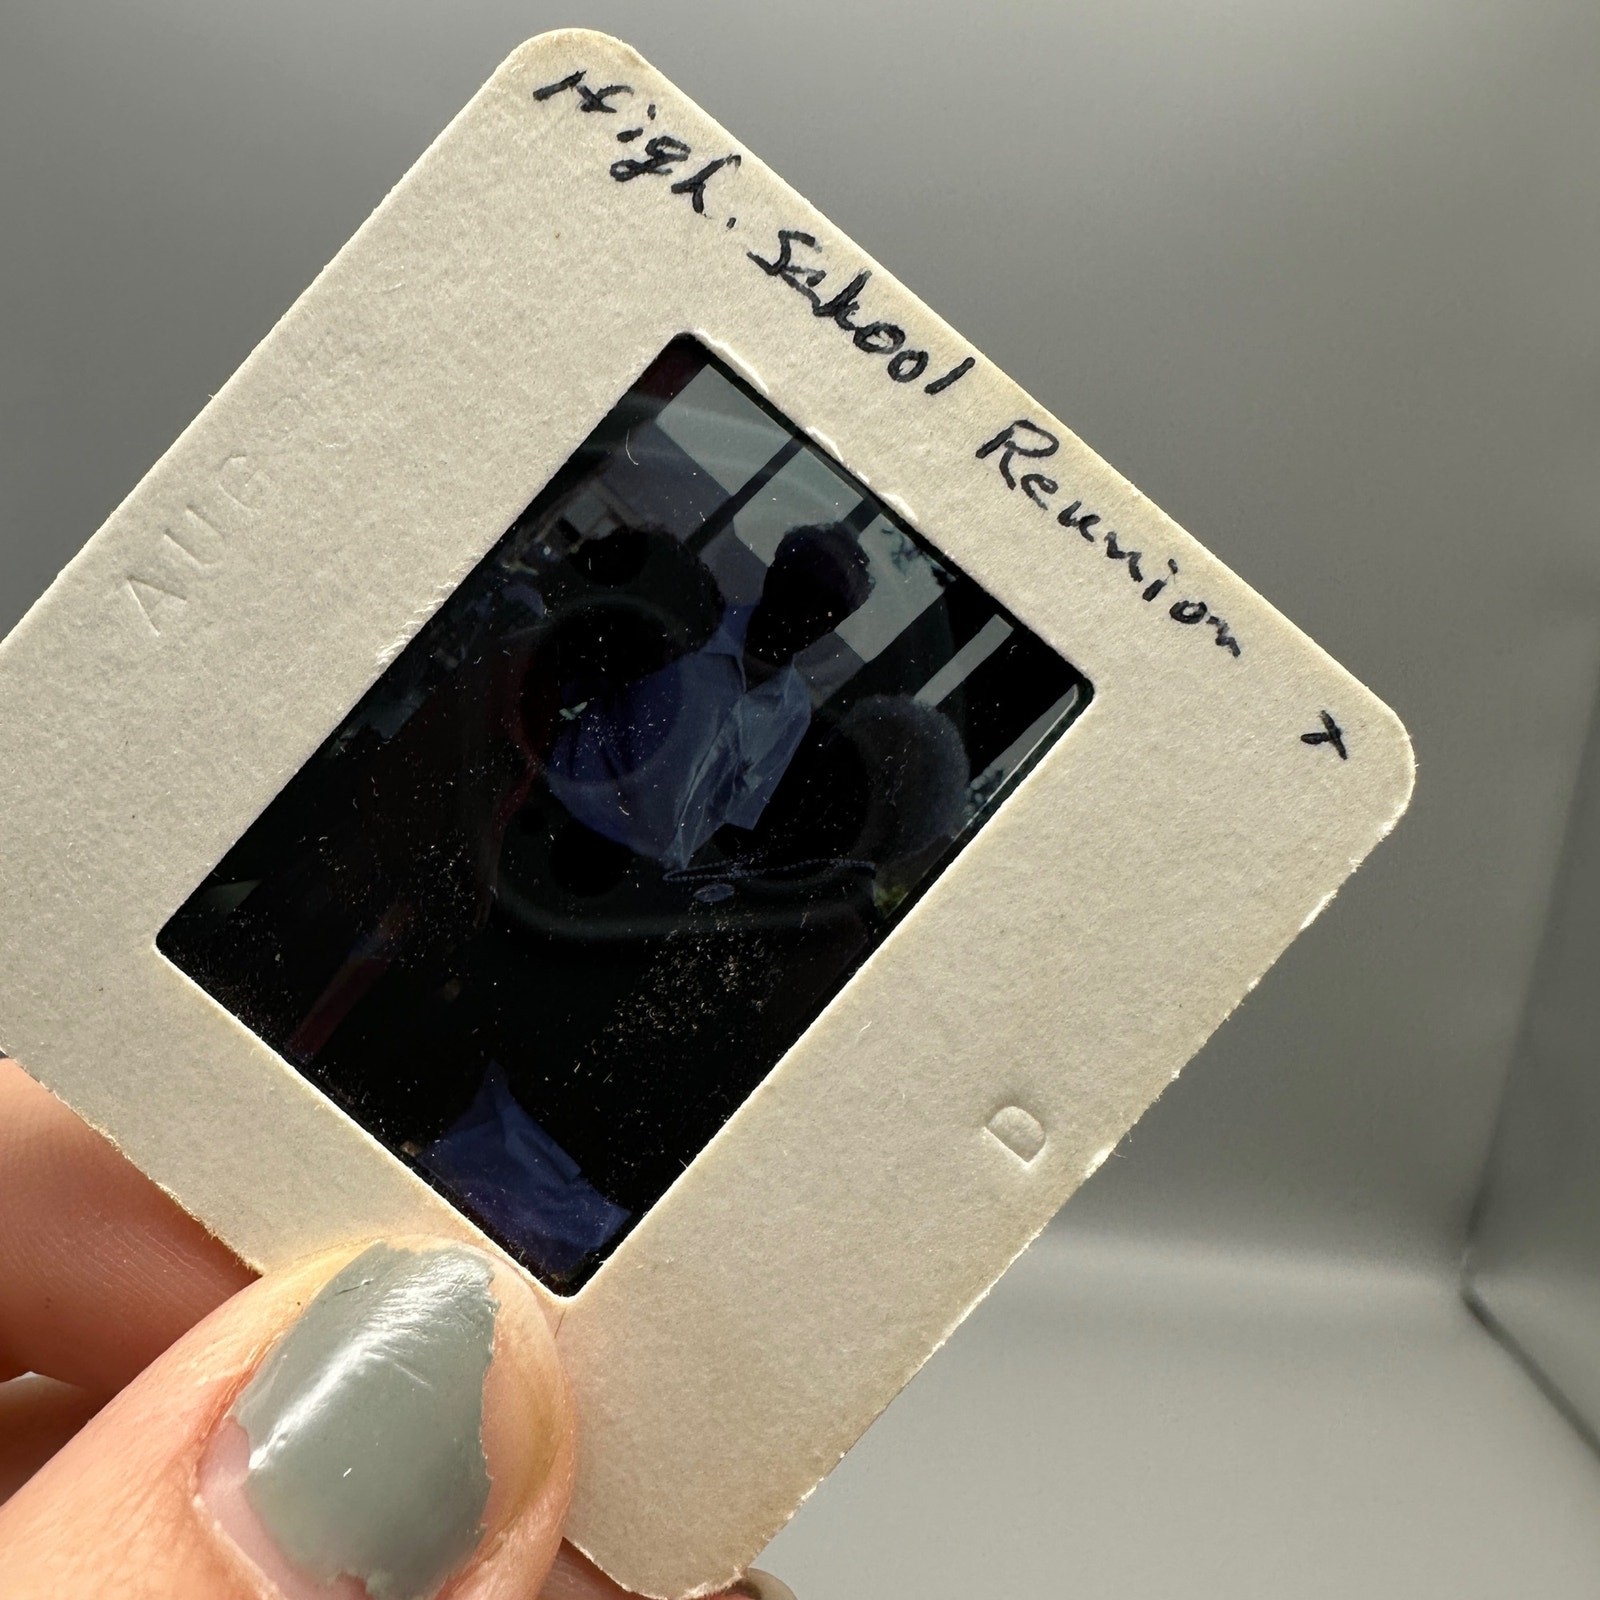 High. School Reunion +
AUG
D